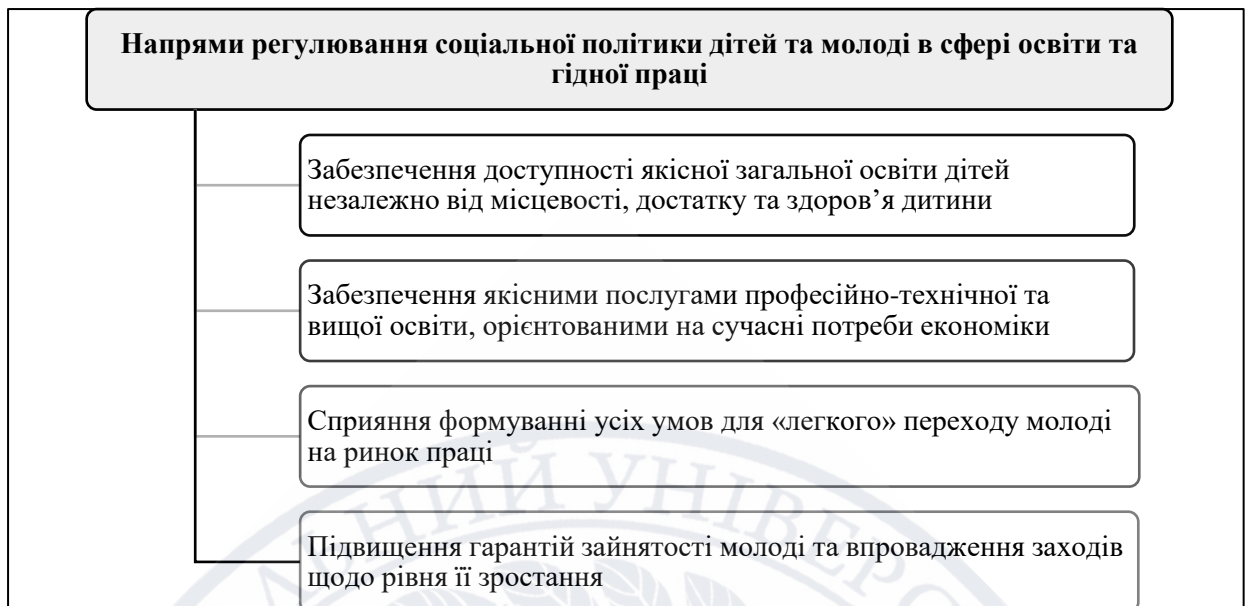 Напрями регулювання соціальної політики дітей та молоді в сфері освіти та
гідної праці
Забезпечення доступності якісної загальної освіти дітей
незалежно від місцевості, достатку та здоров’я дитини
Забезпечення якісними послугами професійно-технічної та
вищої освіти, орієнтованими на сучасні потреби економіки
Сприяння формуванні усіх умов для «легкого» переходу молоді
на ринок праці
Підвищення гарантій зайнятості молоді та впровадження заходів
щодо рівня її зростання